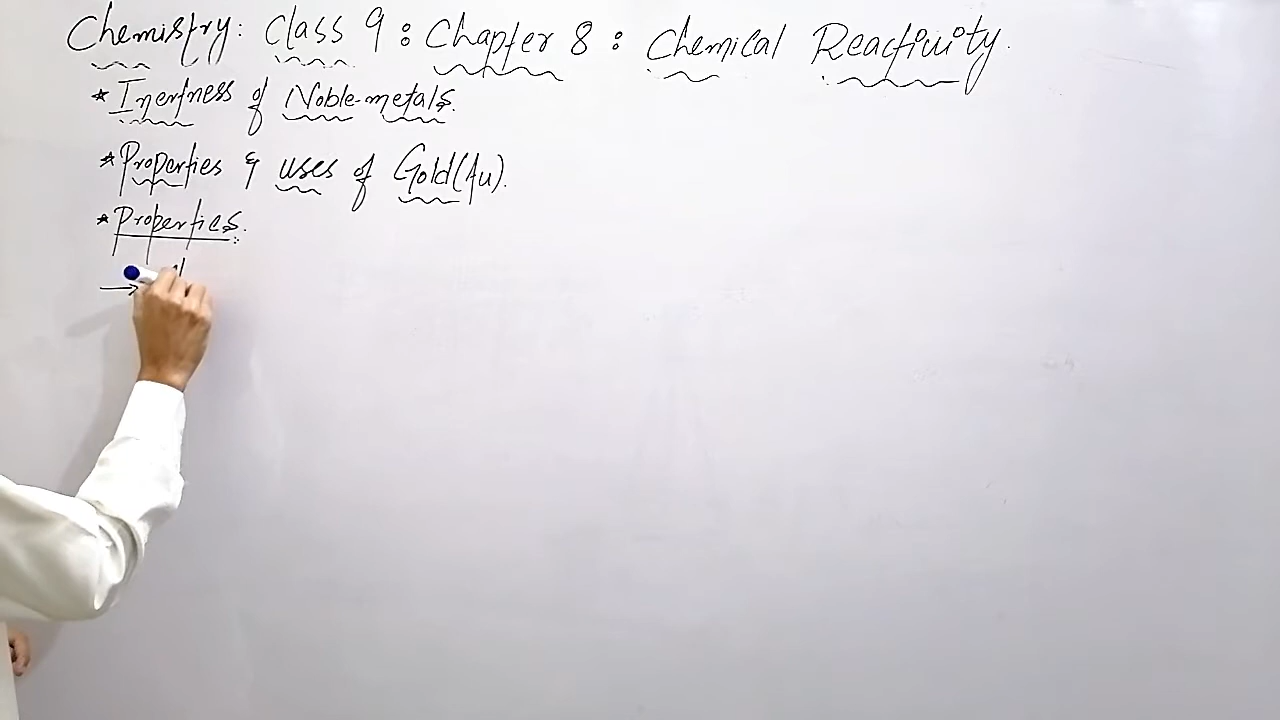 Chemistry: Class 9: Chapter 8: Chemical Reactivity.
* Inertness of Noble-metals.
* Properties & uses of Gold (Au).
* Properties:
→